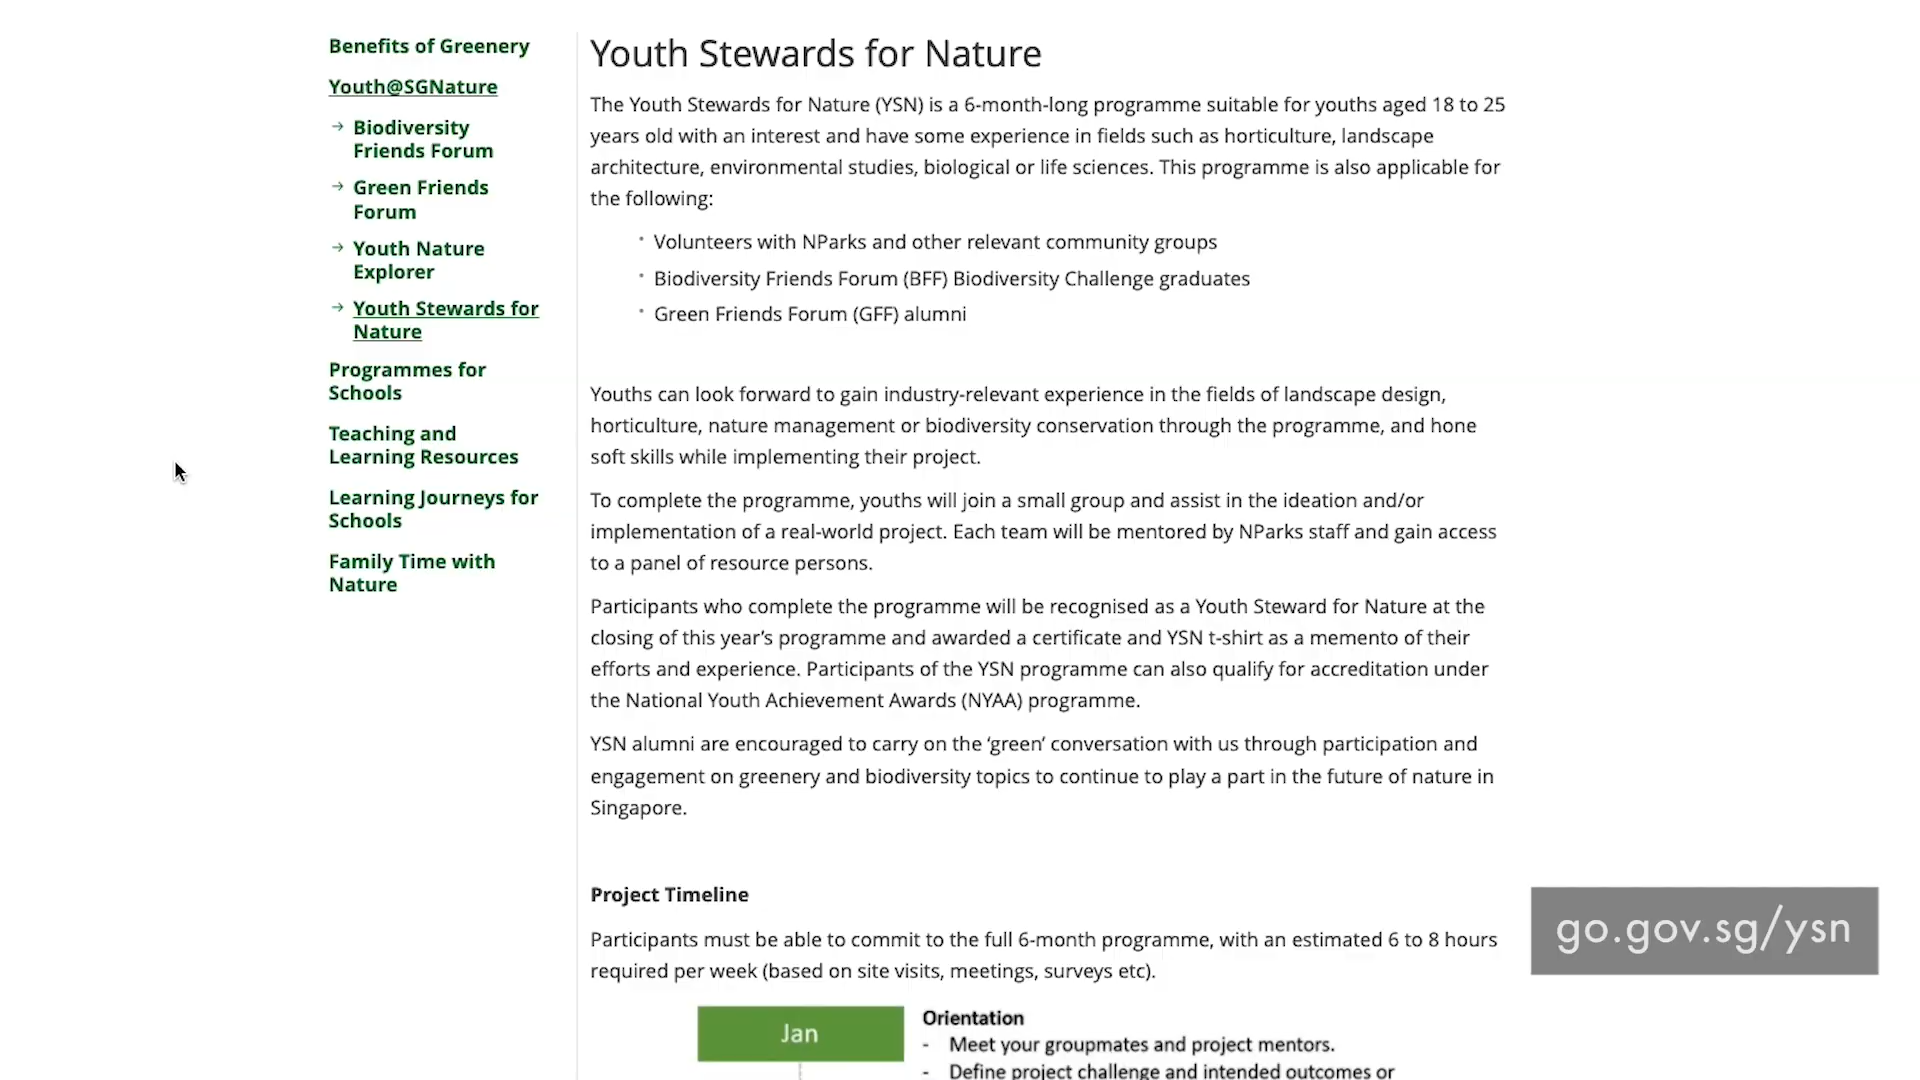 Benefits of Greenery
Youth@SGNature
→ Biodiversity
Friends Forum
→ Green Friends
Forum
→ Youth Nature
Explorer
→ Youth Stewards for
Nature
Programmes for
Schools
Teaching and
Learning Resources
Learning Journeys for
Schools
Family Time with
Nature
Youth Stewards for Nature
The Youth Stewards for Nature (YSN) is a 6-month-long programme suitable for youths aged 18 to 25
years old with an interest and have some experience in fields such as horticulture, landscape
architecture, environmental studies, biological or life sciences. This programme is also applicable for
the following:
• Volunteers with NParks and other relevant community groups
• Biodiversity Friends Forum (BFF) Biodiversity Challenge graduates
• Green Friends Forum (GFF) alumni
Youths can look forward to gain industry-relevant experience in the fields of landscape design,
horticulture, nature management or biodiversity conservation through the programme, and hone
soft skills while implementing their project.
To complete the programme, youths will join a small group and assist in the ideation and/or
implementation of a real-world project. Each team will be mentored by NParks staff and gain access
to a panel of resource persons.
Participants who complete the programme will be recognised as a Youth Steward for Nature at the
closing of this year’s programme and awarded a certificate and YSN t-shirt as a memento of their
efforts and experience. Participants of the YSN programme can also qualify for accreditation under
the National Youth Achievement Awards (NYAA) programme.
YSN alumni are encouraged to carry on the ‘green’ conversation with us through participation and
engagement on greenery and biodiversity topics to continue to play a part in the future of nature in
Singapore.
Project Timeline
Participants must be able to commit to the full 6-month programme, with an estimated 6 to 8 hours
required per week (based on site visits, meetings, surveys etc).
Jan
Orientation
- Meet your groupmates and project mentors.
- Define project challenge and intended outcomes or
go.gov.sg/ysn